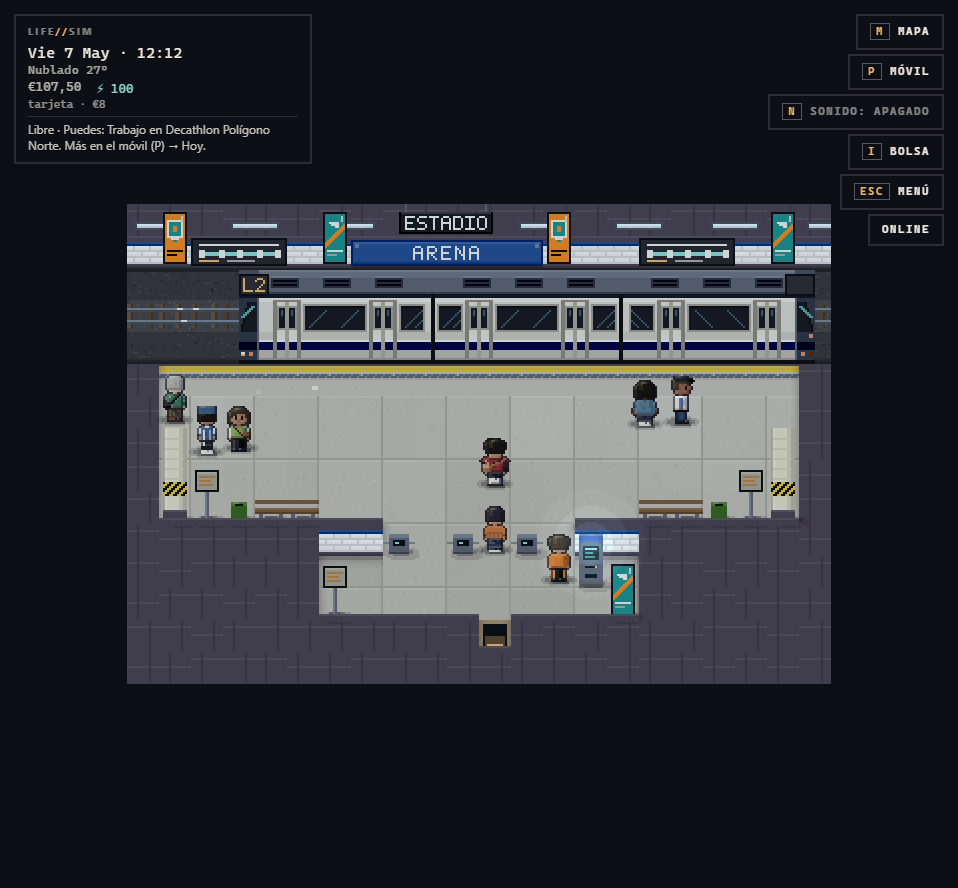 LIFE//SIM
Vie 7 May · 12:12
Nublado 27°
€107,50 ⚡ 100
tarjeta · €8
Libre · Puedes: Trabajo en Decathlon Polígono
Norte. Más en el móvil (P) → Hoy.
M MAPA
P MÓVIL
N SONIDO: APAGADO
I BOLSA
ESC MENÚ
ONLINE
ESTADIO
ARENA
L2